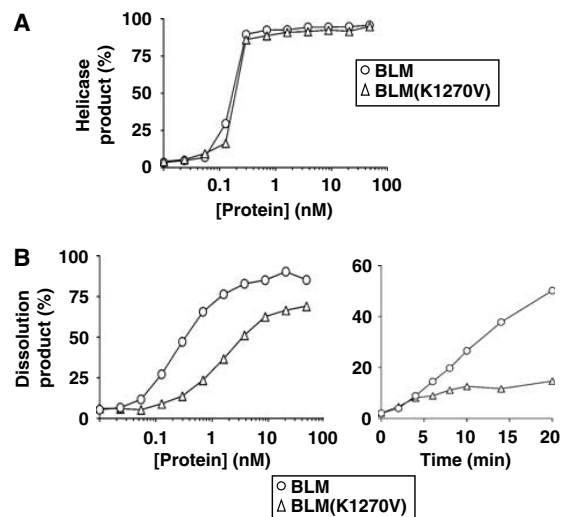 A
100
75
50
25
0
Helicase
product (%)
0.1 1 10 100
[Protein] (nM)
BLM
BLM(K1270V)
B
100
75
50
25
0
Dissolution
product (%)
0.1 1 10 100
[Protein] (nM)
60
40
20
0
0 5 10 15 20
Time (min)
BLM
BLM(K1270V)